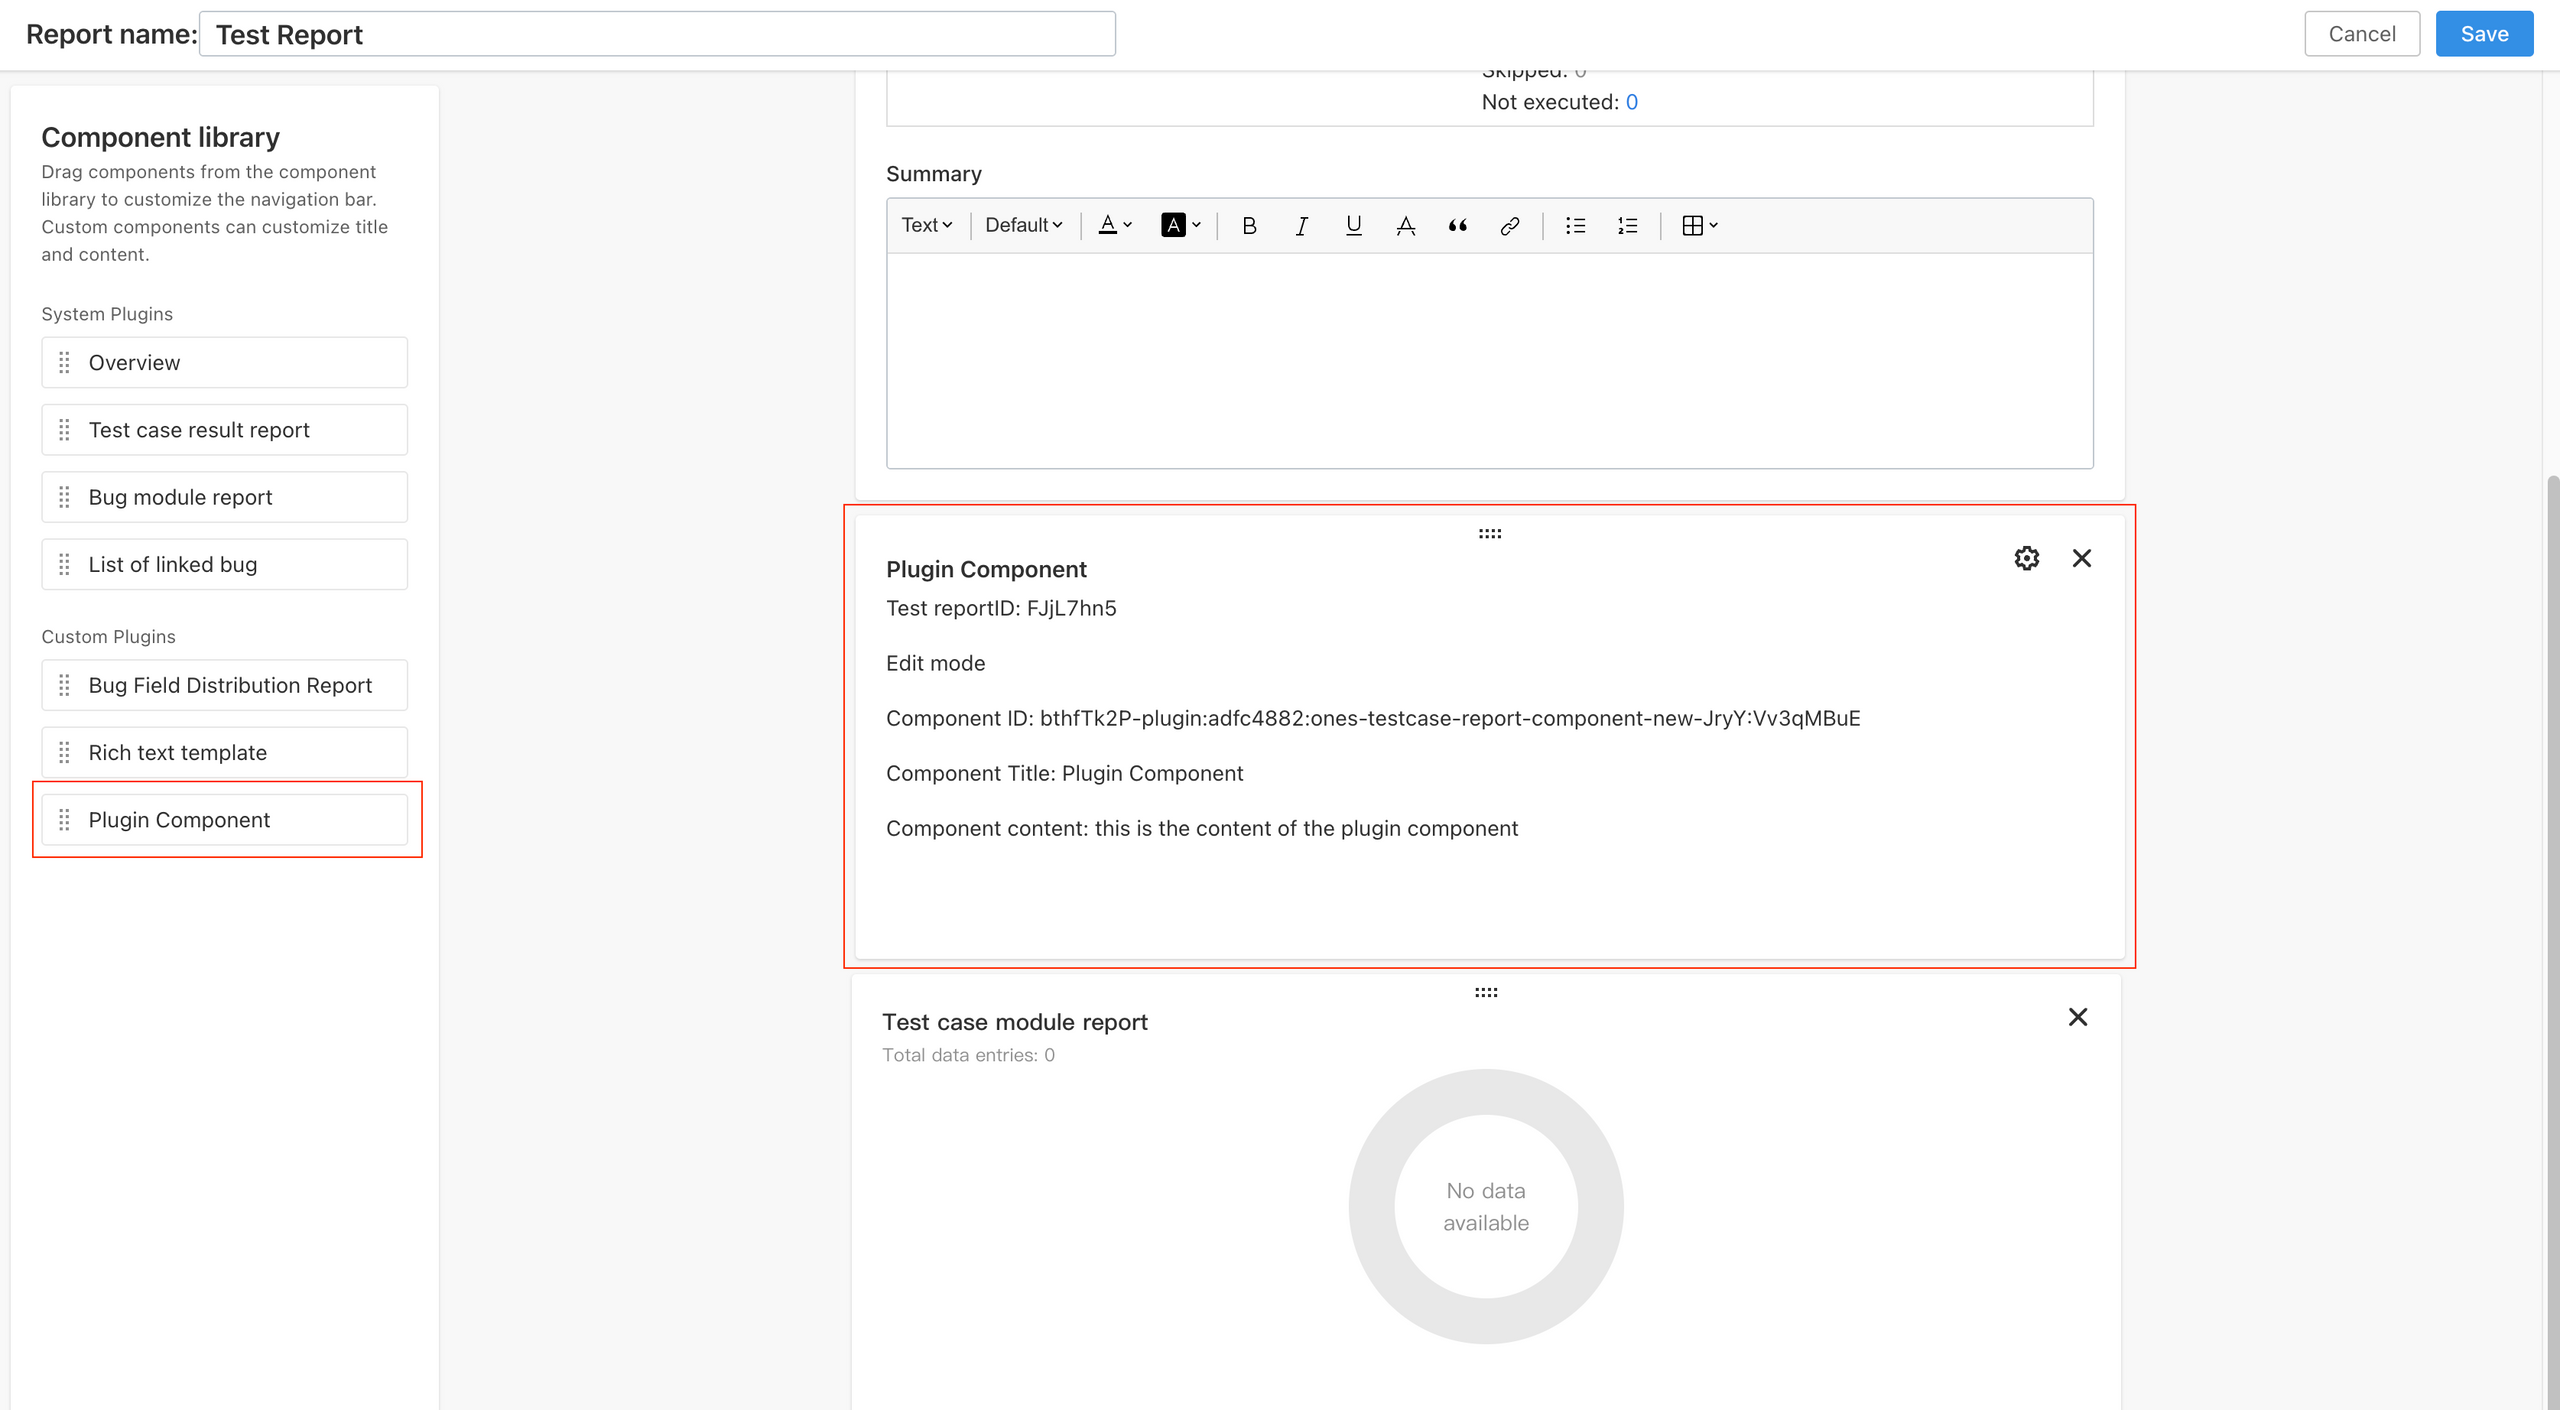 Report name:
Test Report
Cancel
Save
Component library
Drag components from the component
library to customize the navigation bar.
Custom components can customize title
and content.
System Plugins
Overview
Test case result report
Bug module report
List of linked bug
Custom Plugins
Bug Field Distribution Report
Rich text template
Plugin Component
Skipped: 0
Not executed: 0
Summary
Text
Default
Plugin Component
Test reportID: FJjL7hn5
Edit mode
Component ID: bthfTk2P-plugin:adfc4882:ones-testcase-report-component-new-JryY:Vv3qMBuE
Component Title: Plugin Component
Component content: this is the content of the plugin component
Test case module report
Total data entries: 0
No data
available